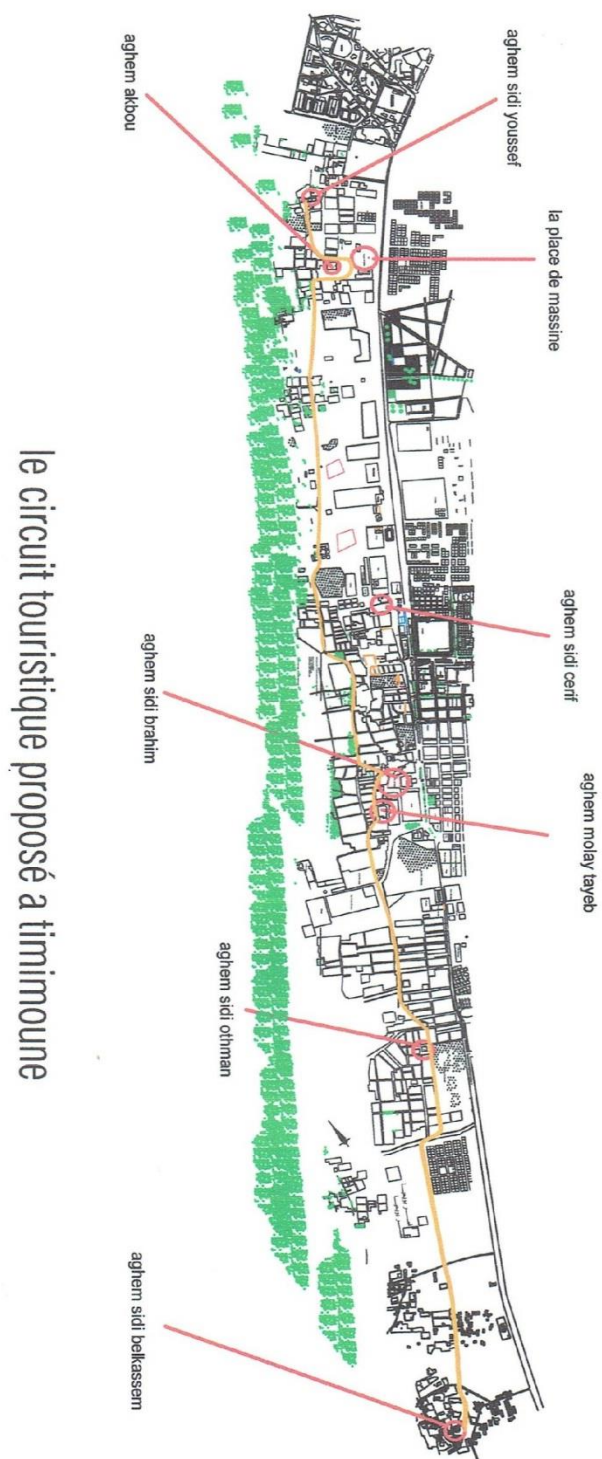 aghem sidi youssef
la place de massine
aghem sidi cerif
aghem molay tayeb
aghem akbou
aghem sidi brahim
aghem sidi othman
aghem sidi belkassem
le circuit touristique proposé a timimoune